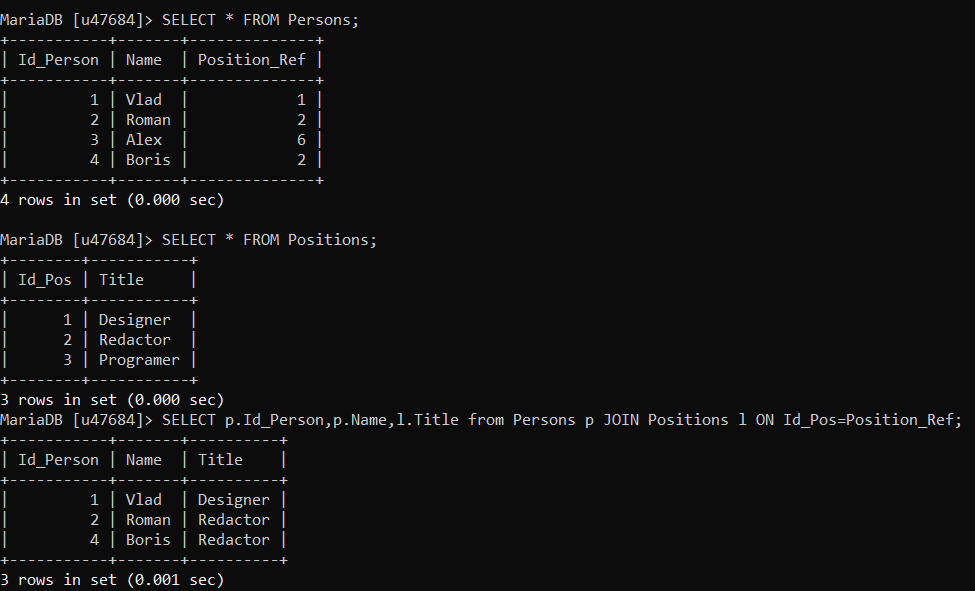 MariaDB [u47684]> SELECT * FROM Persons;
+-----------+-------+--------------+
| Id_Person | Name  | Position_Ref |
+-----------+-------+--------------+
|         1 | Vlad  |            1 |
|         2 | Roman |            2 |
|         3 | Alex  |            6 |
|         4 | Boris |            2 |
+-----------+-------+--------------+
4 rows in set (0.000 sec)

MariaDB [u47684]> SELECT * FROM Positions;
+--------+-----------+
| Id_Pos | Title     |
+--------+-----------+
|      1 | Designer  |
|      2 | Redactor  |
|      3 | Programer |
+--------+-----------+
3 rows in set (0.000 sec)
MariaDB [u47684]> SELECT p.Id_Person,p.Name,l.Title from Persons p JOIN Positions l ON Id_Pos=Position_Ref;
+-----------+-------+----------+
| Id_Person | Name  | Title    |
+-----------+-------+----------+
|         1 | Vlad  | Designer |
|         2 | Roman | Redactor |
|         4 | Boris | Redactor |
+-----------+-------+----------+
3 rows in set (0.001 sec)